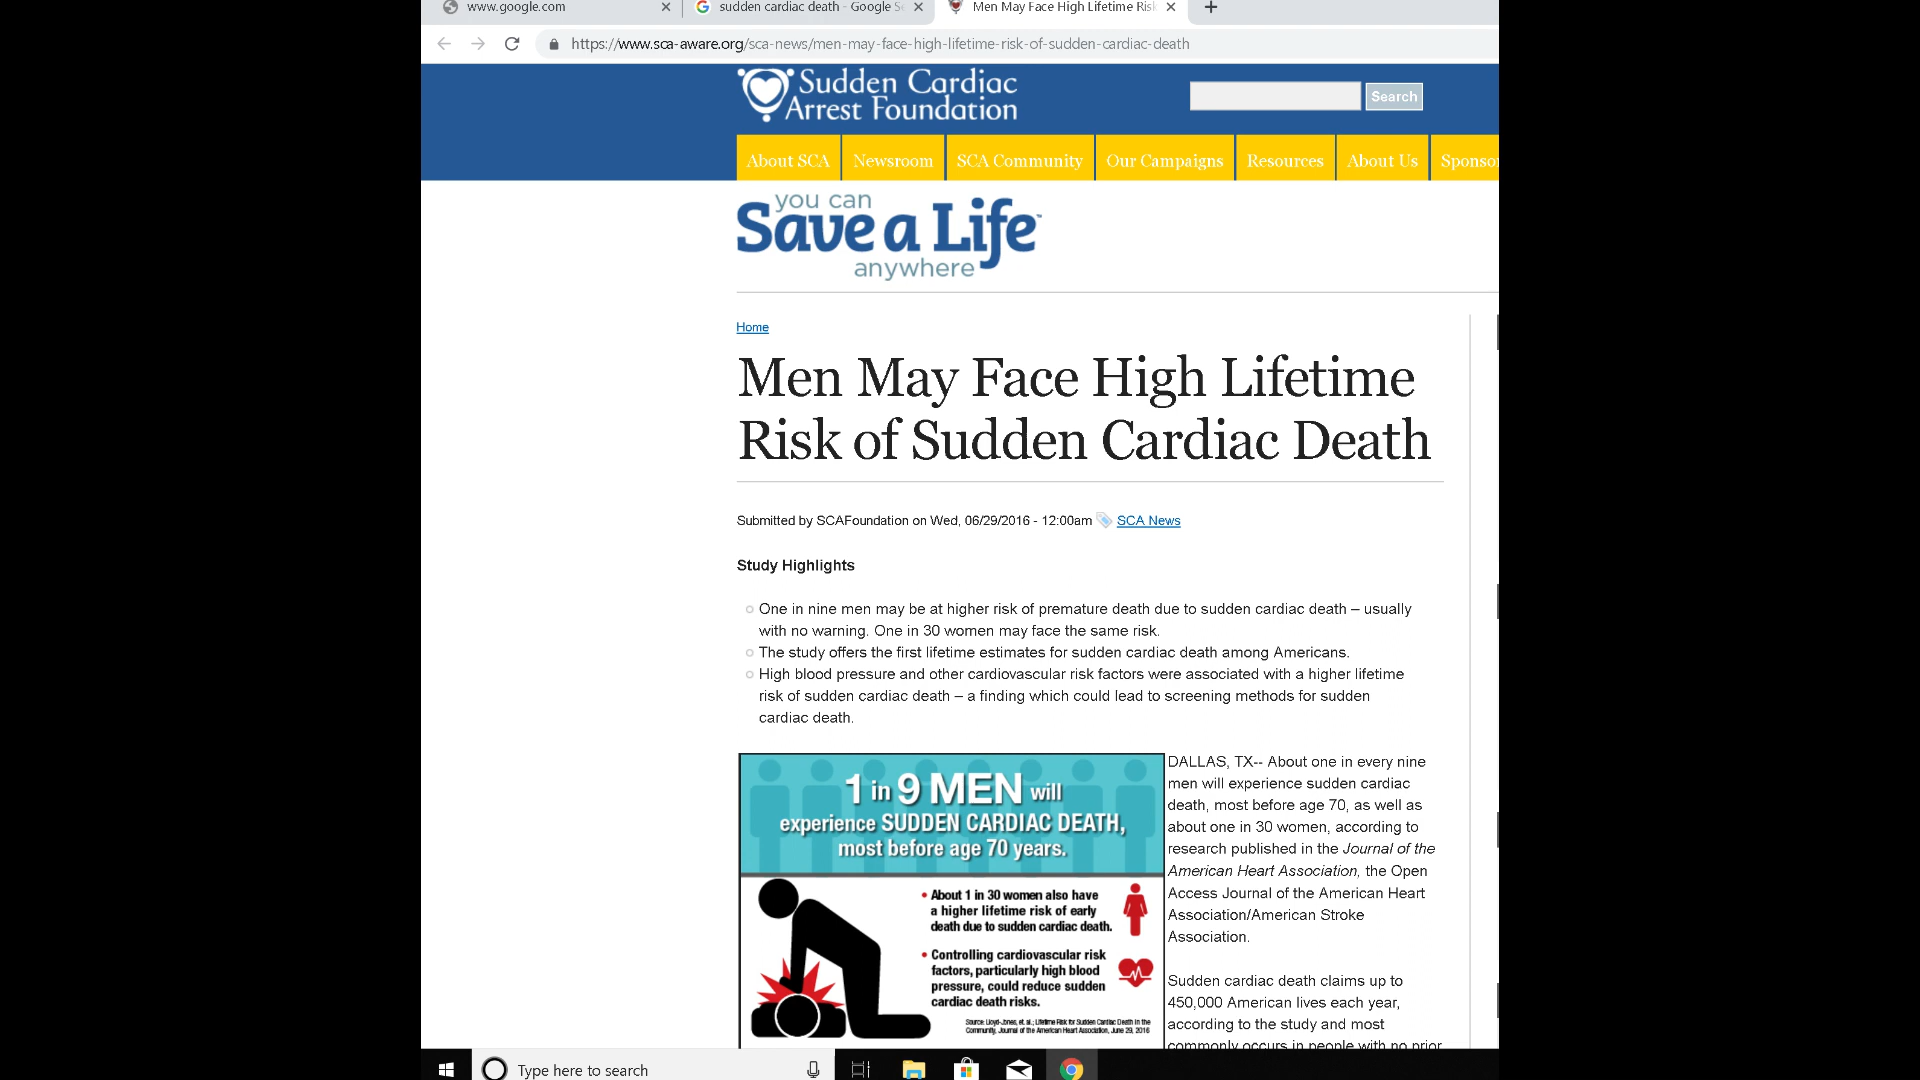 www.google.com
sudden cardiac death - Google Se
Men May Face High Lifetime Risk
https://www.sca-aware.org/sca-news/men-may-face-high-lifetime-risk-of-sudden-cardiac-death
Sudden Cardiac
Arrest Foundation
Search
About SCA Newsroom SCA Community Our Campaigns Resources About Us Sponso
you can
Save a Life™
anywhere
Home
Men May Face High Lifetime
Risk of Sudden Cardiac Death
Submitted by SCAFoundation on Wed, 06/29/2016 - 12:00am SCA News
Study Highlights
One in nine men may be at higher risk of premature death due to sudden cardiac death – usually
with no warning. One in 30 women may face the same risk.
The study offers the first lifetime estimates for sudden cardiac death among Americans.
High blood pressure and other cardiovascular risk factors were associated with a higher lifetime
risk of sudden cardiac death – a finding which could lead to screening methods for sudden
cardiac death.
1 in 9 MEN will
experience SUDDEN CARDIAC DEATH,
most before age 70 years.
• About 1 in 30 women also have
a higher lifetime risk of early
death due to sudden cardiac death.
• Controlling cardiovascular risk
factors, particularly high blood
pressure, could reduce sudden
cardiac death risks.
Source: Lloyd-Jones, et. al.; Lifetime Risk for Sudden Cardiac Death in the
Community, Journal of the American Heart Association, June 29, 2016
DALLAS, TX-- About one in every nine
men will experience sudden cardiac
death, most before age 70, as well as
about one in 30 women, according to
research published in the Journal of the
American Heart Association, the Open
Access Journal of the American Heart
Association/American Stroke
Association.
Sudden cardiac death claims up to
450,000 American lives each year,
according to the study and most
commonly occurs in people with no prior
Type here to search